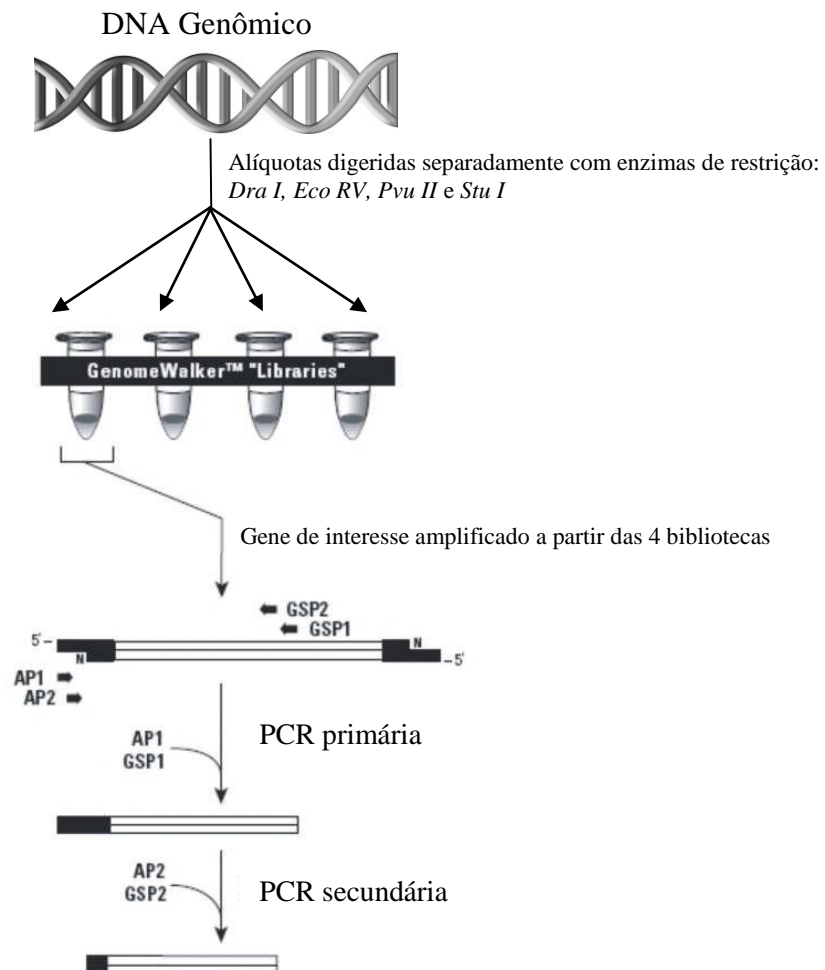 DNA Genômico
Alíquotas digeridas separadamente com enzimas de restrição:
Dra I, Eco RV, Pvu II e Stu I
GenomeWalker™ "Libraries"
Gene de interesse amplificado a partir das 4 bibliotecas
GSP2
GSP1
5'–
N
N
–5'
AP1
AP2
AP1
GSP1
PCR primária
AP2
GSP2
PCR secundária